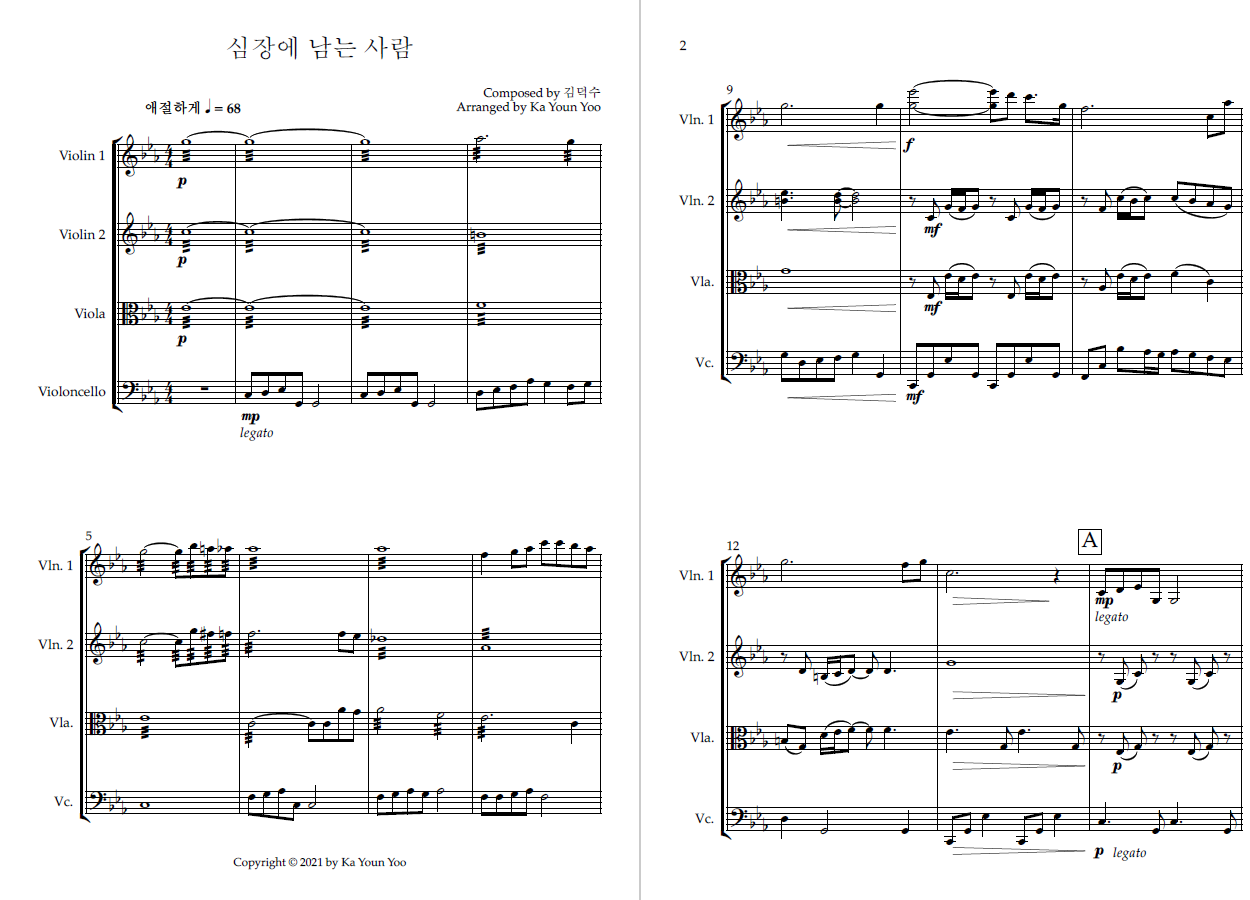 심장에 남는 사람
Composed by 김덕수
애절하게 ♩= 68
Arranged by Ka Youn Yoo
Violin 1
p
Violin 2
p
Viola
p
Violoncello
mp
legato
5
Vln. 1
Vln. 2
Vla.
Vc.
Copyright © 2021 by Ka Youn Yoo
2
9
Vln. 1
f
Vln. 2
mf
Vla.
mf
Vc.
mf
A
12
Vln. 1
mp
legato
Vln. 2
p
Vla.
p
Vc.
p legato